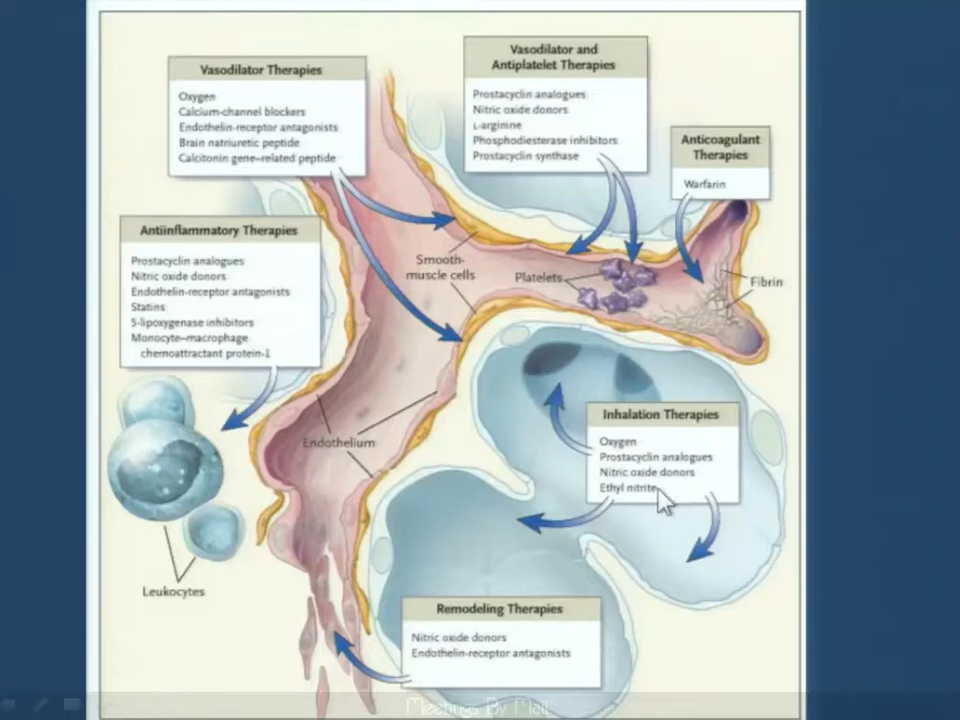 Vasodilator Therapies
Oxygen
Calcium-channel blockers
Endothelin-receptor antagonists
Brain natriuretic peptide
Calcitonin gene–related peptide
Vasodilator and
Antiplatelet Therapies
Prostacyclin analogues
Nitric oxide donors
L-arginine
Phosphodiesterase inhibitors
Prostacyclin synthase
Anticoagulant
Therapies
Warfarin
Antiinflammatory Therapies
Prostacyclin analogues
Nitric oxide donors
Endothelin-receptor antagonists
Statins
5-lipoxygenase inhibitors
Monocyte–macrophage
chemoattractant protein-1
Smooth-
muscle cells
Platelets
Fibrin
Endothelium
Inhalation Therapies
Oxygen
Prostacyclin analogues
Nitric oxide donors
Ethyl nitrite
Leukocytes
Remodeling Therapies
Nitric oxide donors
Endothelin-receptor antagonists
Meetings By Mail